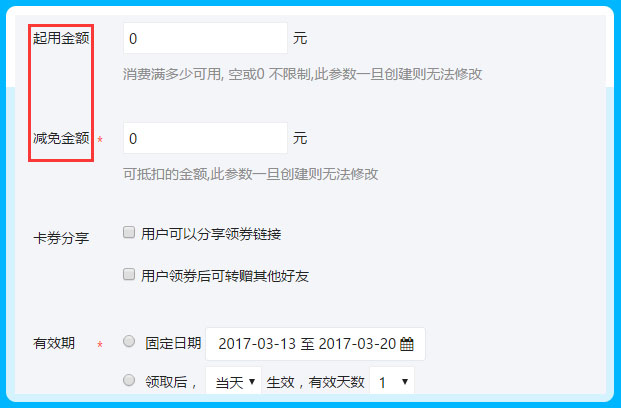 起用金额 0 元
消费满多少可用, 空或0 不限制,此参数一旦创建则无法修改
减免金额 * 0 元
可抵扣的金额,此参数一旦创建则无法修改
卡券分享 用户可以分享领券链接
用户领券后可转赠其他好友
有效期 * 固定日期 2017-03-13 至 2017-03-20
领取后， 当天 生效，有效天数 1